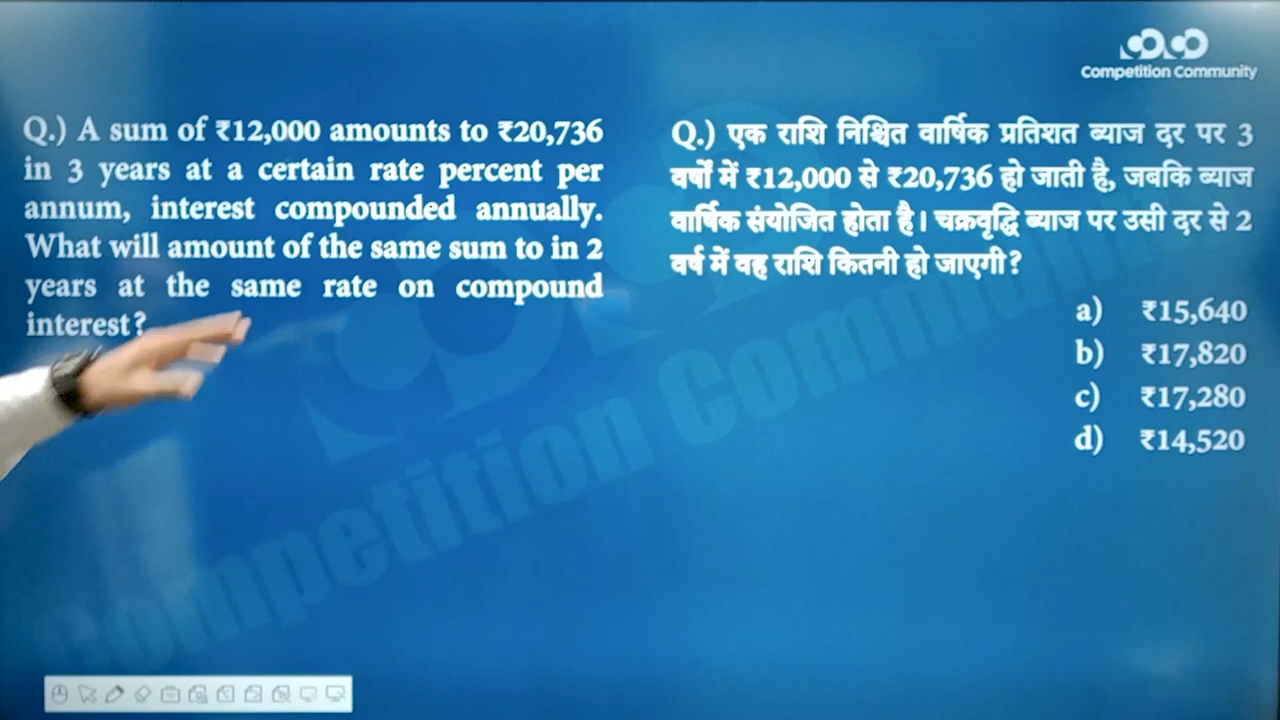 Competition Community
Q.) A sum of ₹12,000 amounts to ₹20,736
in 3 years at a certain rate percent per
annum, interest compounded annually.
What will amount of the same sum to in 2
years at the same rate on compound
interest?
Q.) एक राशि निश्चित वार्षिक प्रतिशत ब्याज दर पर 3
वर्षों में ₹12,000 से ₹20,736 हो जाती है, जबकि ब्याज
वार्षिक संयोजित होता है। चक्रवृद्धि ब्याज पर उसी दर से 2
वर्ष में वह राशि कितनी हो जाएगी?
a) ₹15,640
b) ₹17,820
c) ₹17,280
d) ₹14,520
Competition Community